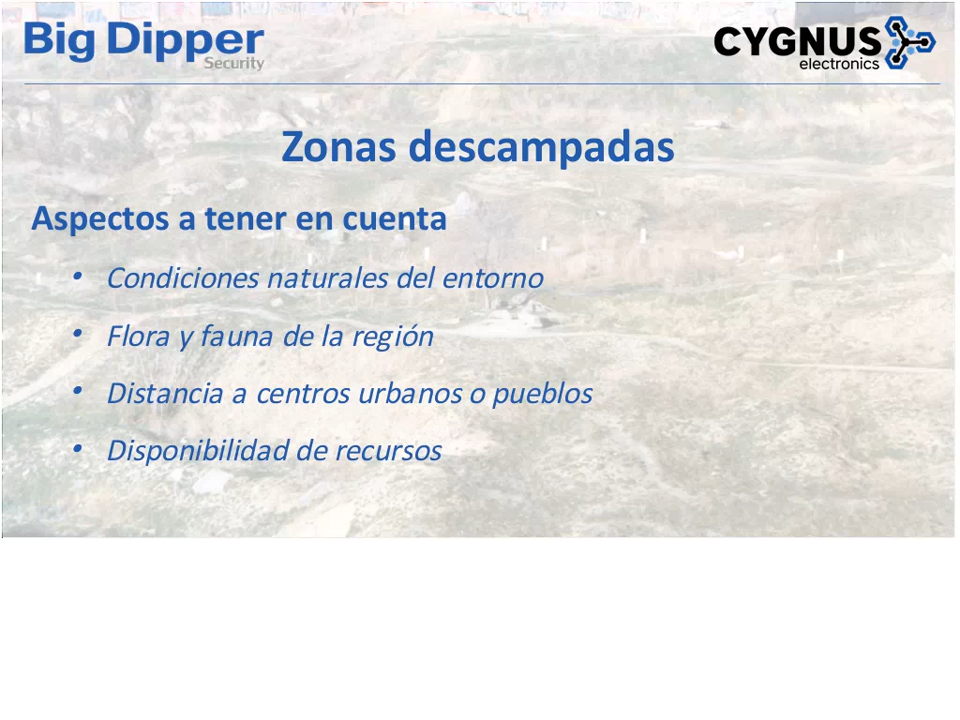 Big Dipper
Security
CYGNUS
electronics
Zonas descampadas
Aspectos a tener en cuenta
• Condiciones naturales del entorno
• Flora y fauna de la región
• Distancia a centros urbanos o pueblos
• Disponibilidad de recursos